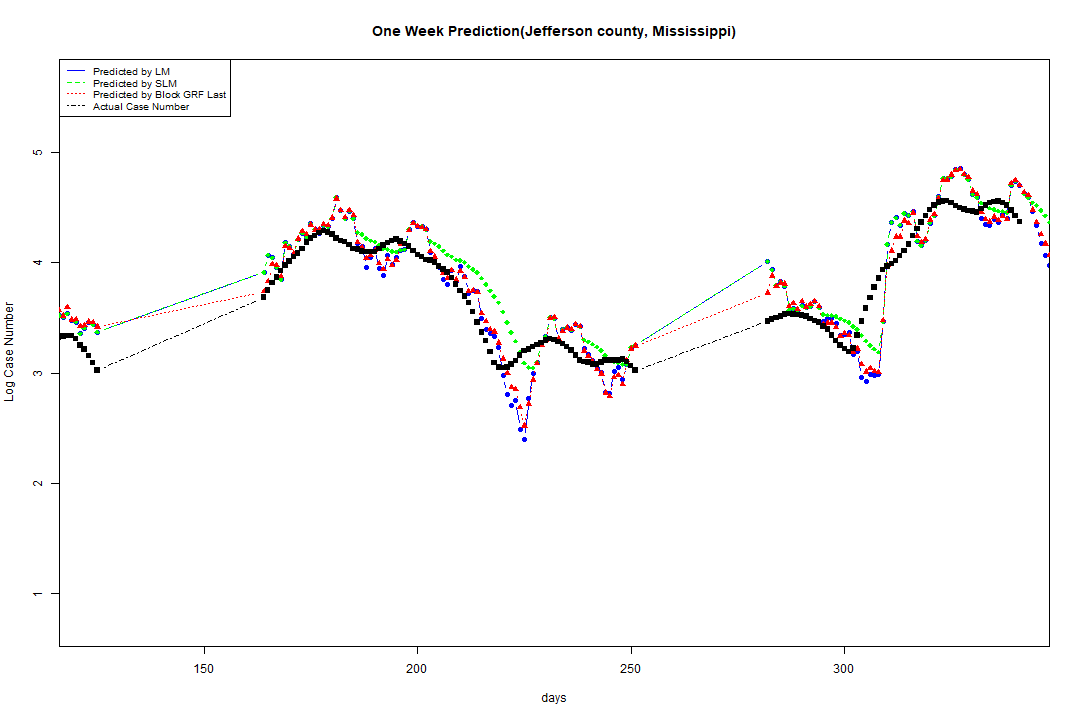 One Week Prediction(Jefferson county, Mississippi)
Predicted by LM
Predicted by SLM
Predicted by Block GRF Last
Actual Case Number
5
4
3
2
1
Log Case Number
150 200 250 300
days